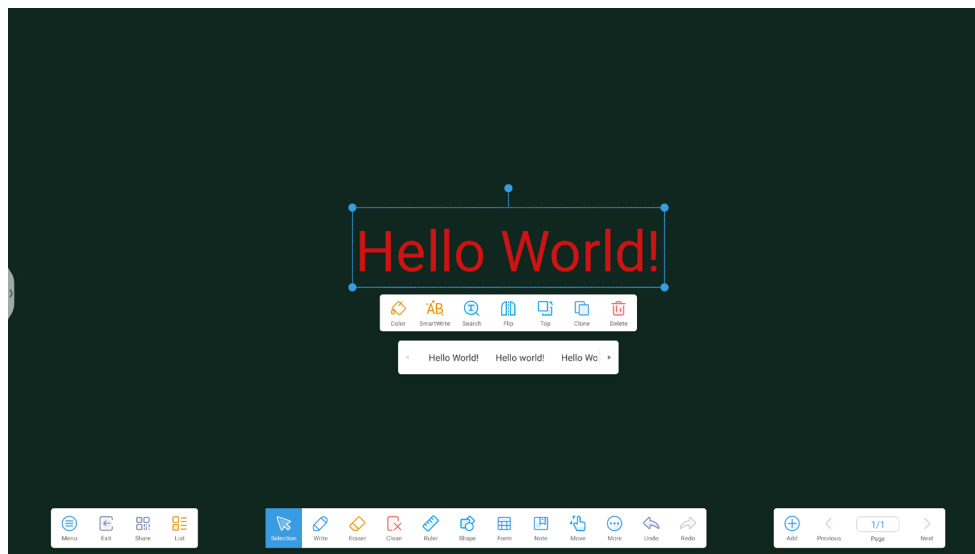 Hello World!
Color SmartWrite Search Flip Top Clone Delete
Hello World! Hello world! Hello Wo
Menu Exit Share List Selection Write Eraser Clean Ruler Shape Form Note Move More Undo Redo Add Previous 1/1 Page Next